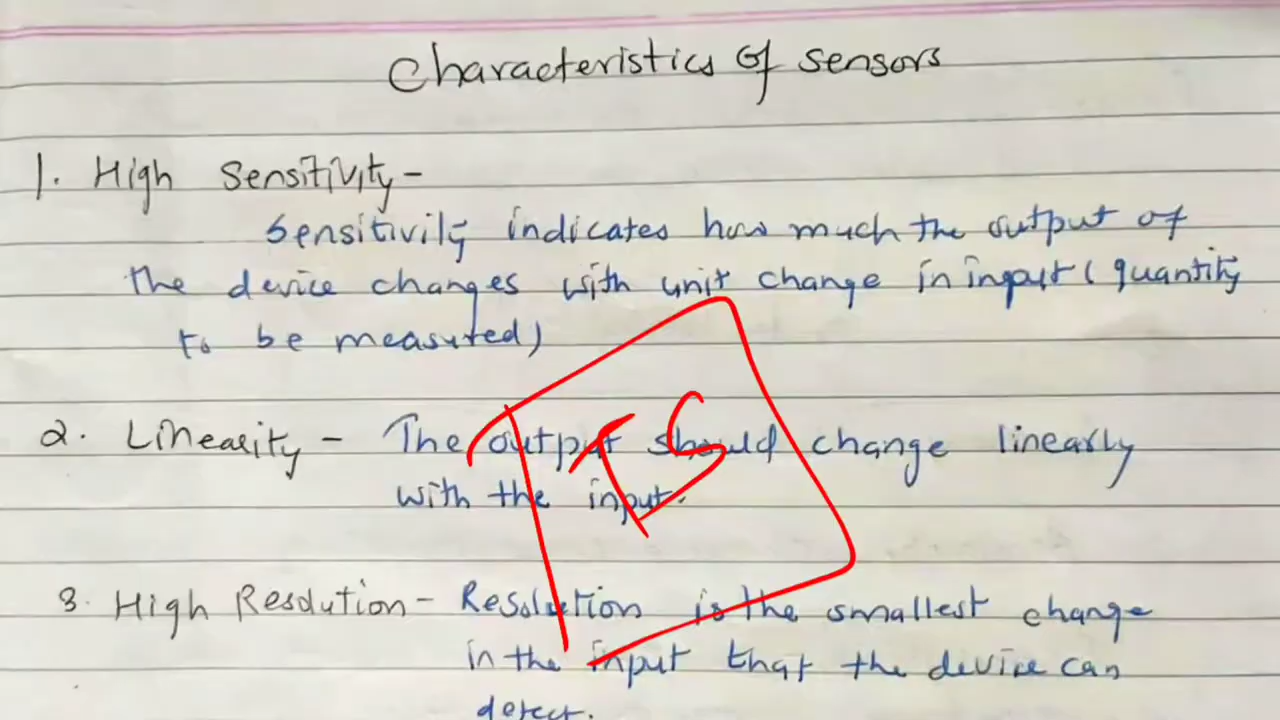 Characteristics of sensors
1. High Sensitivity -
Sensitivity indicates how much the output of
the device changes with unit change in input ( quantity
to be measured)
2. Linearity - The output should change linearly
with the input.
TS
3. High Resolution - Resolution is the smallest change
in the input that the device can
detect.